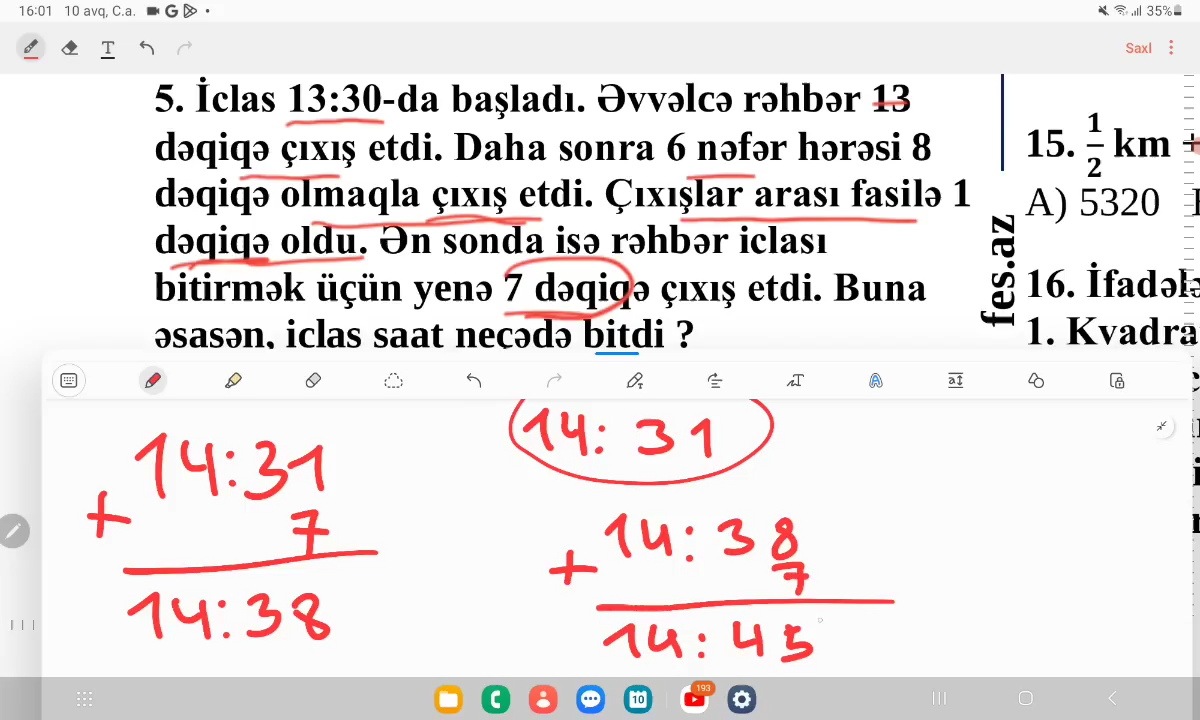 16:01 10 avq, C.a. 35%
Saxl
5. İclas 13:30-da başladı. Əvvəlcə rəhbər 13
dəqiqə çıxış etdi. Daha sonra 6 nəfər hərəsi 8
dəqiqə olmaqla çıxış etdi. Çıxışlar arası fasilə 1
dəqiqə oldu. Ən sonda isə rəhbər iclası
bitirmək üçün yenə 7 dəqiqə çıxış etdi. Buna
əsasən, iclas saat neçədə bitdi ?
fes.az
15. 1/2 km +
A) 5320
16. İfadələ
1. Kvadra
14:31
14:31
+ 7
14:38
14:38
+ 7
14:45
10
193